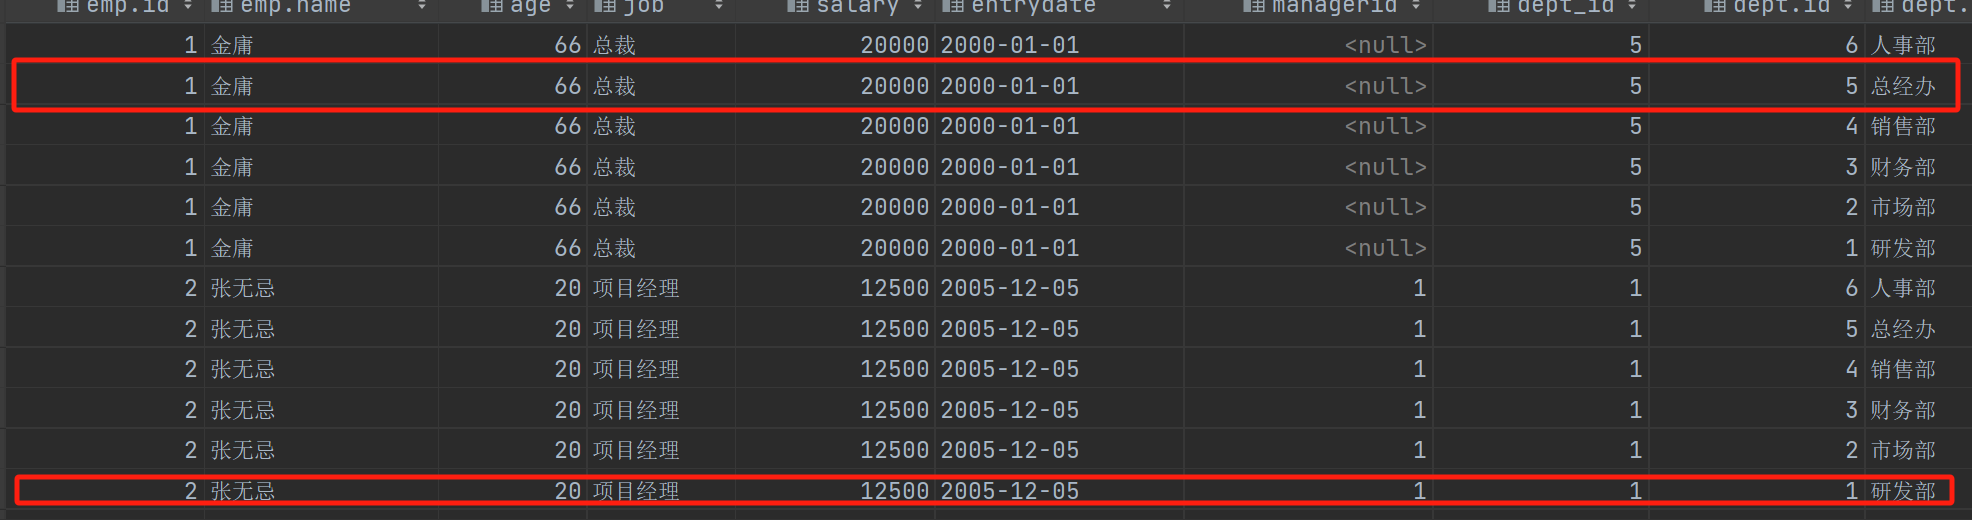 emp.id emp.name age job salary entrydate managerid dept_id dept.id dept.
1 金庸 66 总裁 20000 2000-01-01 <null> 5 6 人事部
1 金庸 66 总裁 20000 2000-01-01 <null> 5 5 总经办
1 金庸 66 总裁 20000 2000-01-01 <null> 5 4 销售部
1 金庸 66 总裁 20000 2000-01-01 <null> 5 3 财务部
1 金庸 66 总裁 20000 2000-01-01 <null> 5 2 市场部
1 金庸 66 总裁 20000 2000-01-01 <null> 5 1 研发部
2 张无忌 20 项目经理 12500 2005-12-05 1 1 6 人事部
2 张无忌 20 项目经理 12500 2005-12-05 1 1 5 总经办
2 张无忌 20 项目经理 12500 2005-12-05 1 1 4 销售部
2 张无忌 20 项目经理 12500 2005-12-05 1 1 3 财务部
2 张无忌 20 项目经理 12500 2005-12-05 1 1 2 市场部
2 张无忌 20 项目经理 12500 2005-12-05 1 1 1 研发部